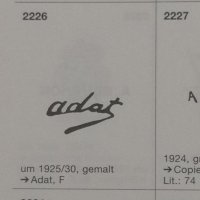 2226
2227
adat
A
um 1925/30, gemalt
→ Adat, F
1924, g
→ Copie
Lit.: 74